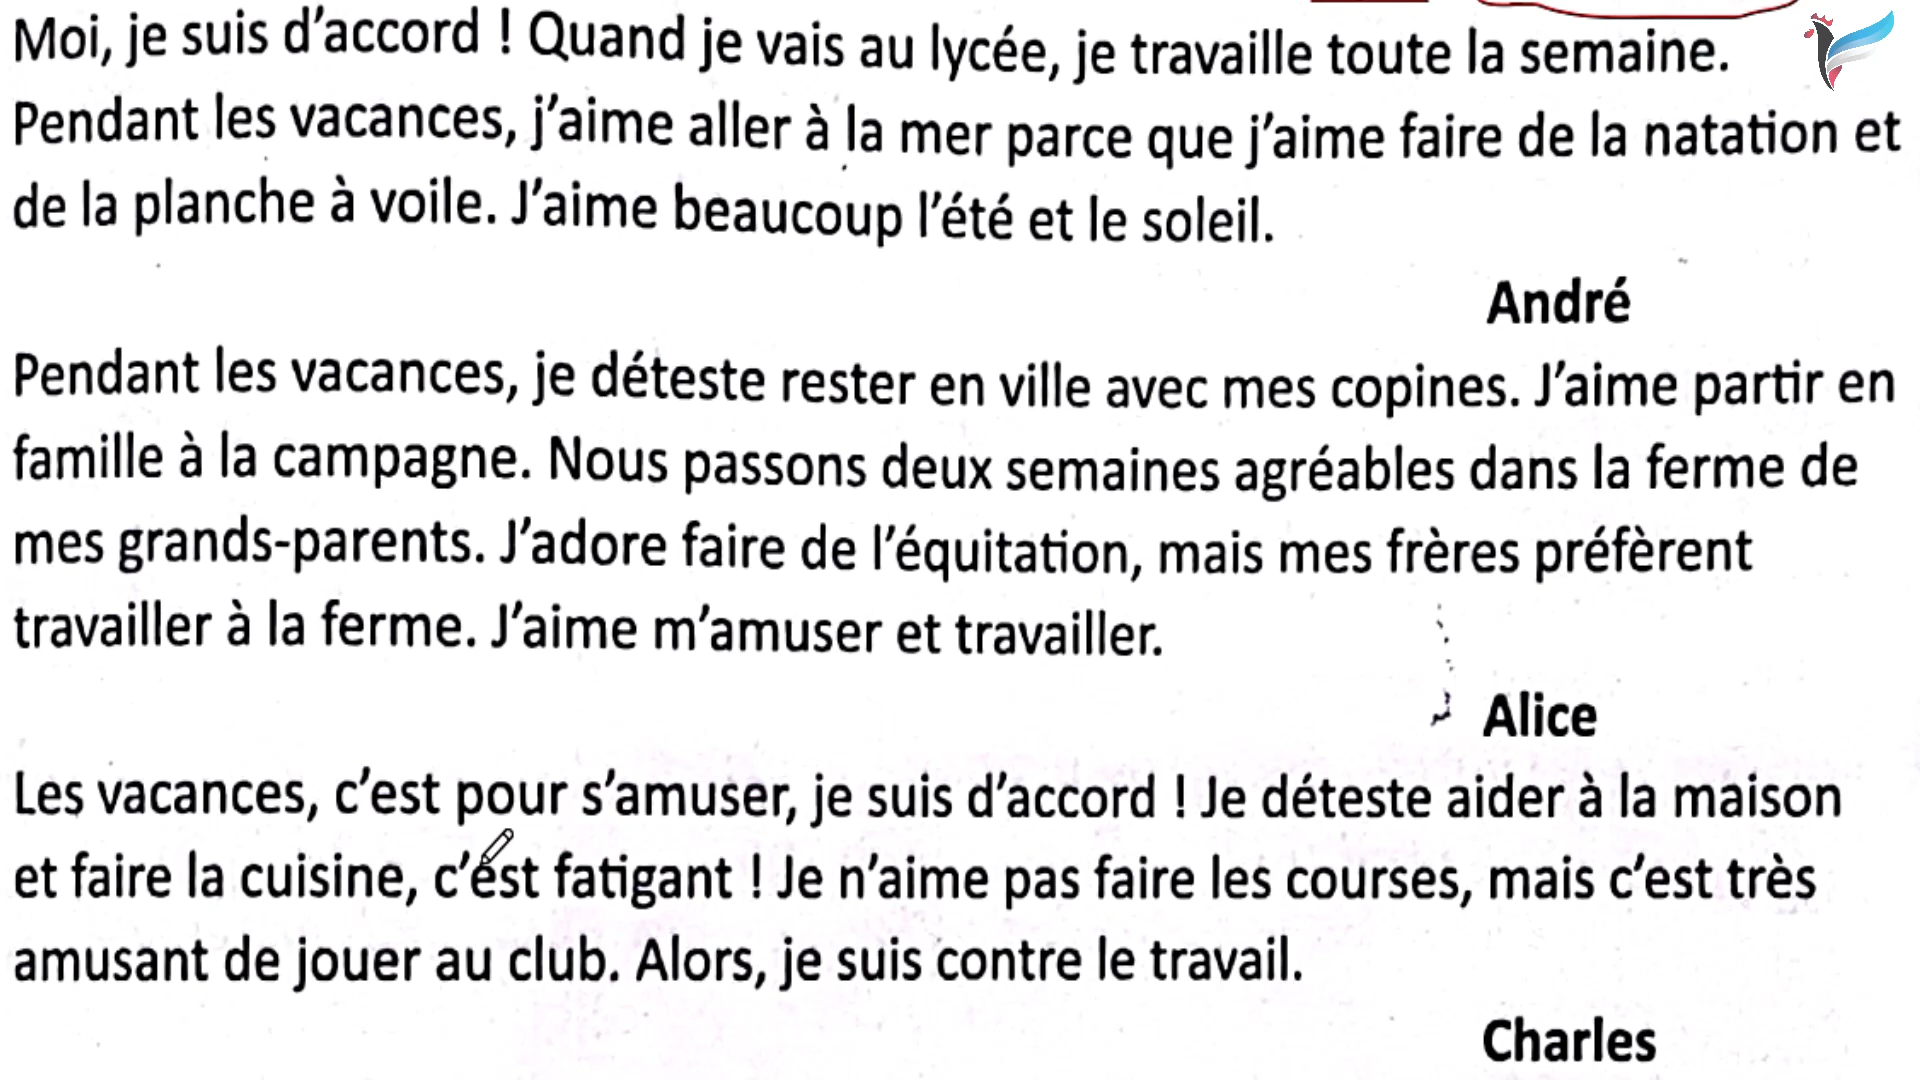 Moi, je suis d’accord ! Quand je vais au lycée, je travaille toute la semaine.
Pendant les vacances, j’aime aller à la mer parce que j’aime faire de la natation et
de la planche à voile. J’aime beaucoup l’été et le soleil.
André
Pendant les vacances, je déteste rester en ville avec mes copines. J’aime partir en
famille à la campagne. Nous passons deux semaines agréables dans la ferme de
mes grands-parents. J’adore faire de l’équitation, mais mes frères préfèrent
travailler à la ferme. J’aime m’amuser et travailler.
Alice
Les vacances, c’est pour s’amuser, je suis d’accord ! Je déteste aider à la maison
et faire la cuisine, c’est fatigant ! Je n’aime pas faire les courses, mais c’est très
amusant de jouer au club. Alors, je suis contre le travail.
Charles